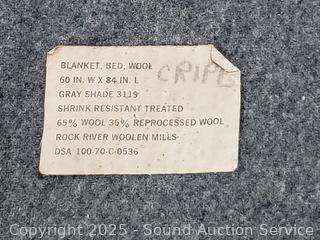 BLANKET, BED, WOOL
CRIPE
60 IN. W X 84 IN. L
GRAY SHADE 3119
SHRINK RESISTANT TREATED
65% WOOL 35% REPROCESSED WOOL
ROCK RIVER WOOLEN MILLS
DSA 100-70-C-0536
Copyright 2025 - Sound Auction Service